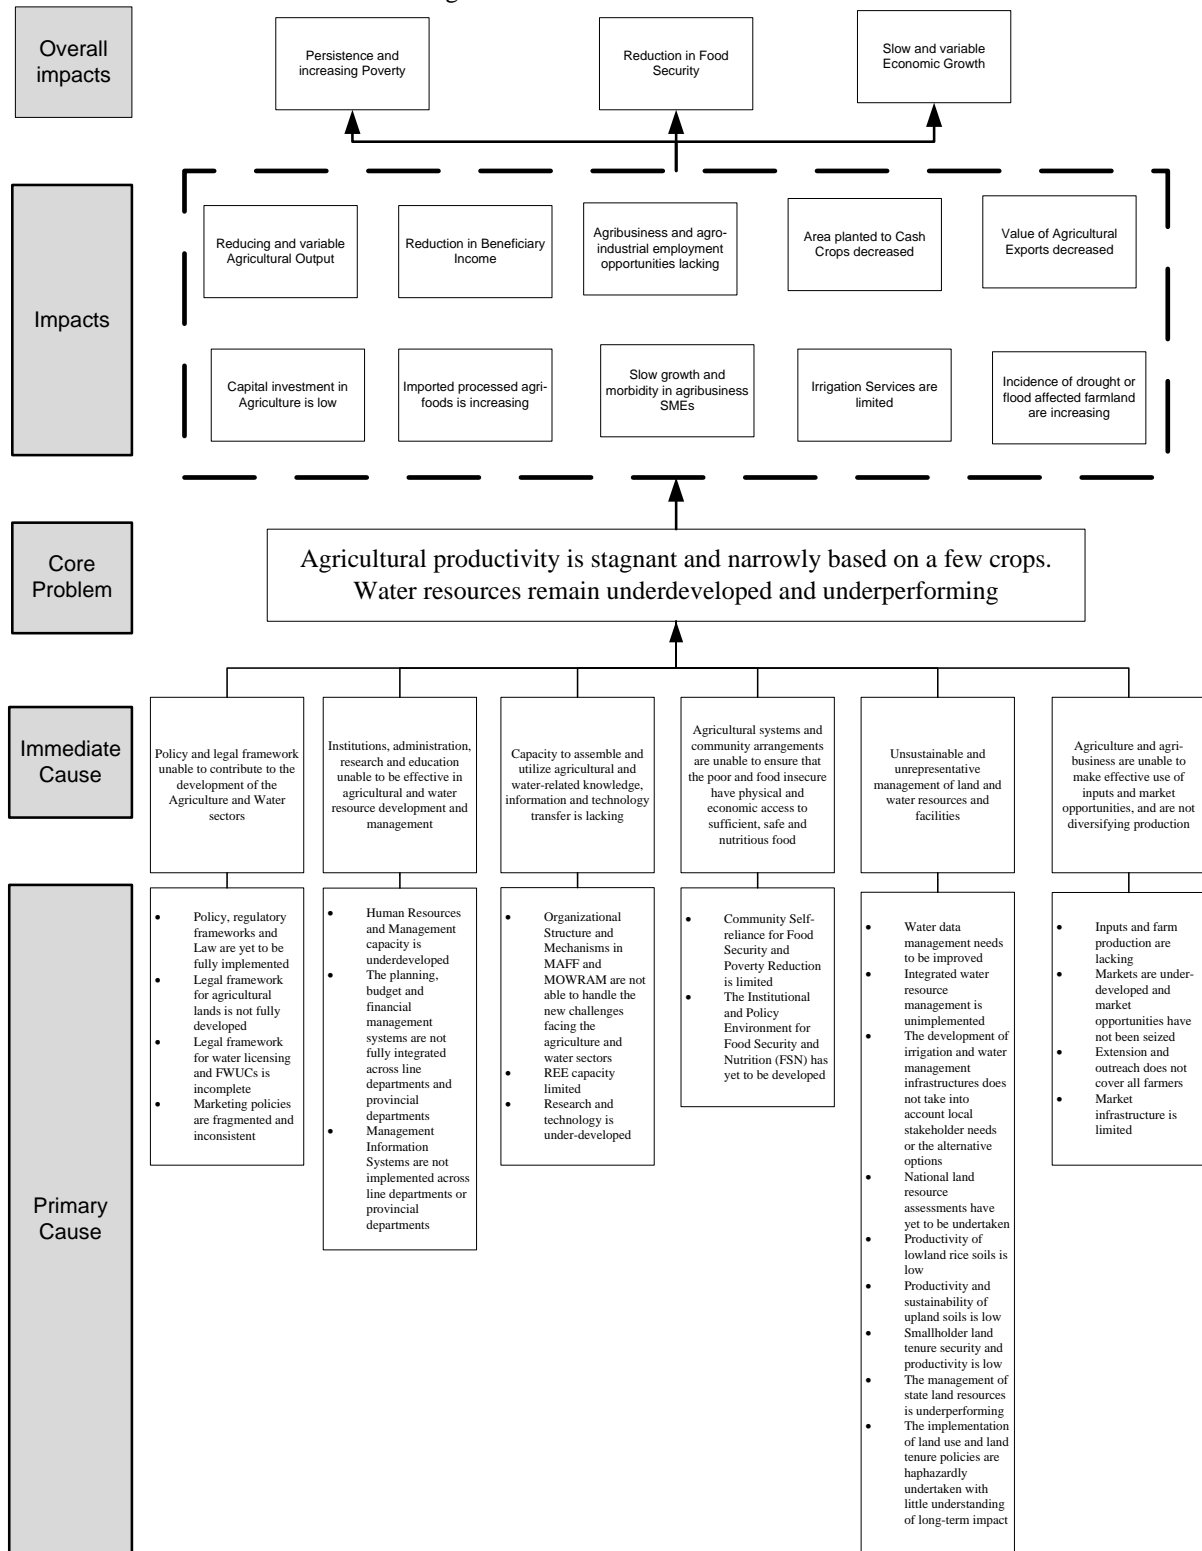 Overall
impacts
Persistence and
increasing Poverty
Reduction in Food
Security
Slow and variable
Economic Growth
Impacts
Reducing and variable
Agricultural Output
Reduction in Beneficiary
Income
Agribusiness and agro-
industrial employment
opportunities lacking
Area planted to Cash
Crops decreased
Value of Agricultural
Exports decreased
Capital investment in
Agriculture is low
Imported processed agri-
foods is increasing
Slow growth and
morbidity in agribusiness
SMEs
Irrigation Services are
limited
Incidence of drought or
flood affected farmland
are increasing
Core
Problem
Agricultural productivity is stagnant and narrowly based on a few crops.
Water resources remain underdeveloped and underperforming
Immediate
Cause
Policy and legal framework
unable to contribute to the
development of the
Agriculture and Water
sectors
Institutions, administration,
research and education
unable to be effective in
agricultural and water
resource development and
management
Capacity to assemble and
utilize agricultural and
water-related knowledge,
information and technology
transfer is lacking
Agricultural systems and
community arrangements
are unable to ensure that
the poor and food insecure
have physical and
economic access to
sufficient, safe and
nutritious food
Unsustainable and
unrepresentative
management of land and
water resources and
facilities
Agriculture and agri-
business are unable to
make effective use of
inputs and market
opportunities, and are not
diversifying production
Primary
Cause
• Policy, regulatory
frameworks and
Law are yet to be
fully implemented
• Legal framework
for agricultural
lands is not fully
developed
• Legal framework
for water licensing
and FWUCs is
incomplete
• Marketing policies
are fragmented and
inconsistent
• Human Resources
and Management
capacity is
underdeveloped
• The planning,
budget and
financial
management
systems are not
fully integrated
across line
departments and
provincial
departments
• Management
Information
Systems are not
implemented across
line departments or
provincial
departments
• Organizational
Structure and
Mechanisms in
MAFF and
MOWRAM are not
able to handle the
new challenges
facing the
agriculture and
water sectors
• REE capacity
limited
• Research and
technology is
under-developed
• Community Self-
reliance for Food
Security and
Poverty Reduction
is limited
• The Institutional
and Policy
Environment for
Food Security and
Nutrition (FSN) has
yet to be developed
• Water data
management needs
to be improved
• Integrated water
resource
management is
unimplemented
• The development of
irrigation and water
management
infrastructures does
not take into
account local
stakeholder needs
or the alternative
options
• National land
resource
assessments have
yet to be undertaken
• Productivity of
lowland rice soils is
low
• Productivity and
sustainability of
upland soils is low
• Smallholder land
tenure security and
productivity is low
• The management of
state land resources
is underperforming
• The implementation
of land use and land
tenure policies are
haphazardly
undertaken with
little understanding
of long-term impact
• Inputs and farm
production are
lacking
• Markets are under-
developed and
market
opportunities have
not been seized
• Extension and
outreach does not
cover all farmers
• Market
infrastructure is
limited